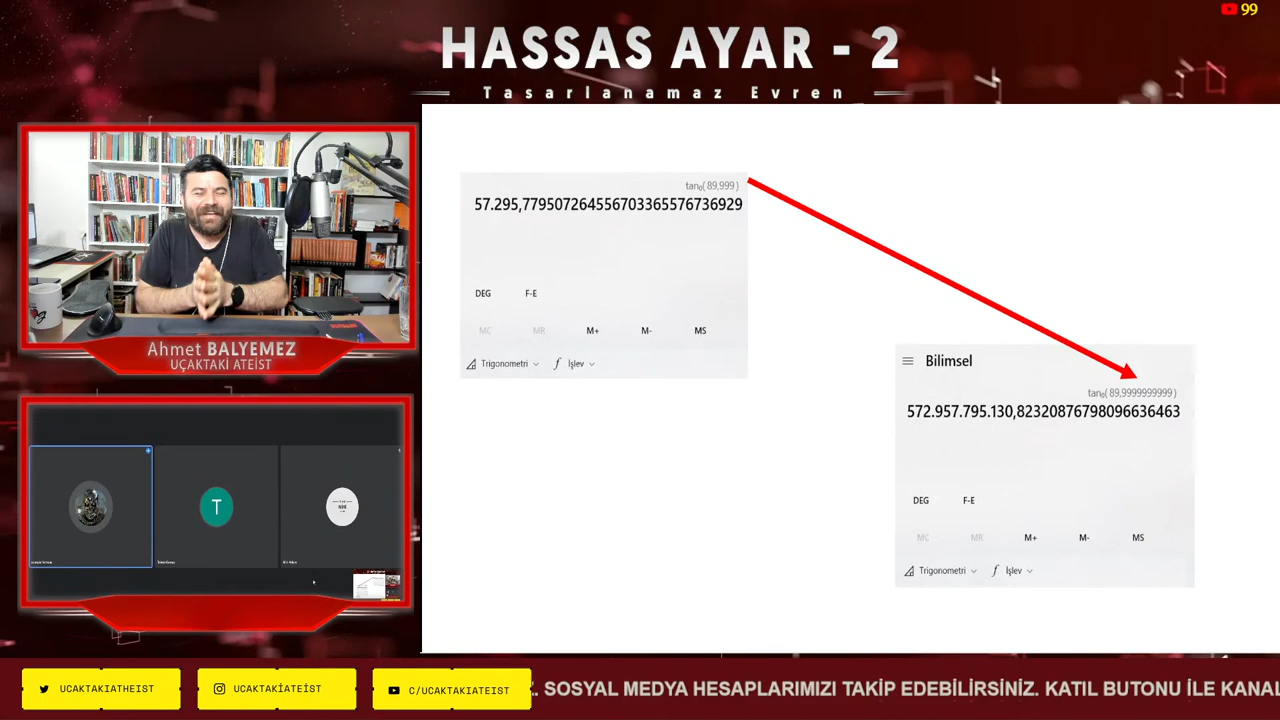 99
HASSAS AYAR - 2
Tasarlanamaz Evren
Ahmet BALYEMEZ
UÇAKTAKİ ATEİST
T
tan₀( 89,999 )
57.295,779507264556703365576736929
DEG F-E
MC MR M+ M- MS
Trigonometri f İşlev
Bilimsel
tan₀( 89,9999999999 )
572.957.795.130,82320876798096636463
DEG F-E
MC MR M+ M- MS
Trigonometri f İşlev
UCAKTAKIATHEIST
UCAKTAKİATEİST
C/UCAKTAKIATEIST
Z. SOSYAL MEDYA HESAPLARIMIZI TAKİP EDEBİLİRSİNİZ. KATIL BUTONU İLE KANAL